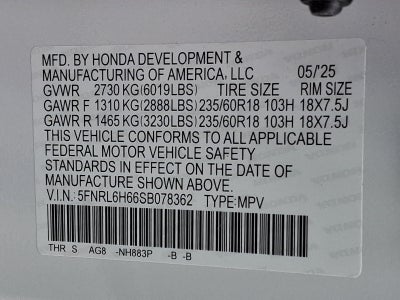 MFD. BY HONDA DEVELOPMENT &
MANUFACTURING OF AMERICA, LLC 05/'25
GVWR 2730 KG(6019LBS) TIRE SIZE RIM SIZE
GAWR F 1310 KG(2888LBS) 235/60R18 103H 18X7.5J
GAWR R 1465 KG(3230LBS) 235/60R18 103H 18X7.5J
THIS VEHICLE CONFORMS TO ALL APPLICABLE
FEDERAL MOTOR VEHICLE SAFETY
STANDARDS IN EFFECT ON THE DATE OF
MANUFACTURE SHOWN ABOVE.
V.I.N.: 5FNRL6H66SB078362 TYPE:MPV
THR S AG8 -NH883P -B -B